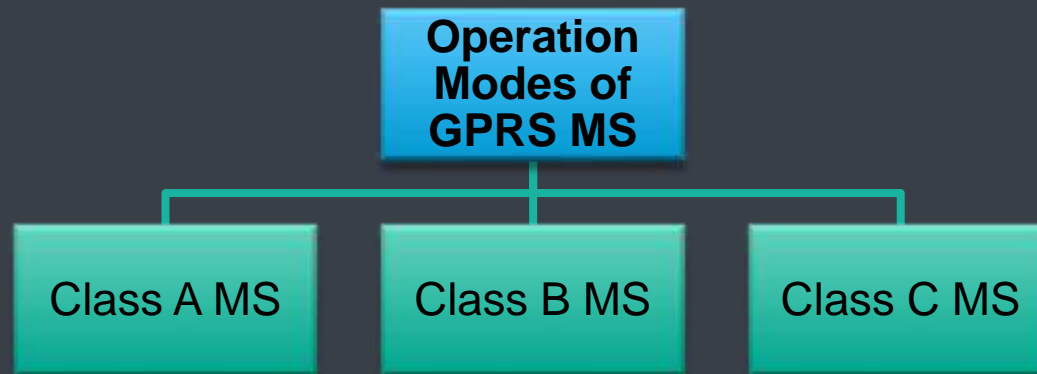 Operation
Modes of
GPRS MS
Class A MS
Class B MS
Class C MS